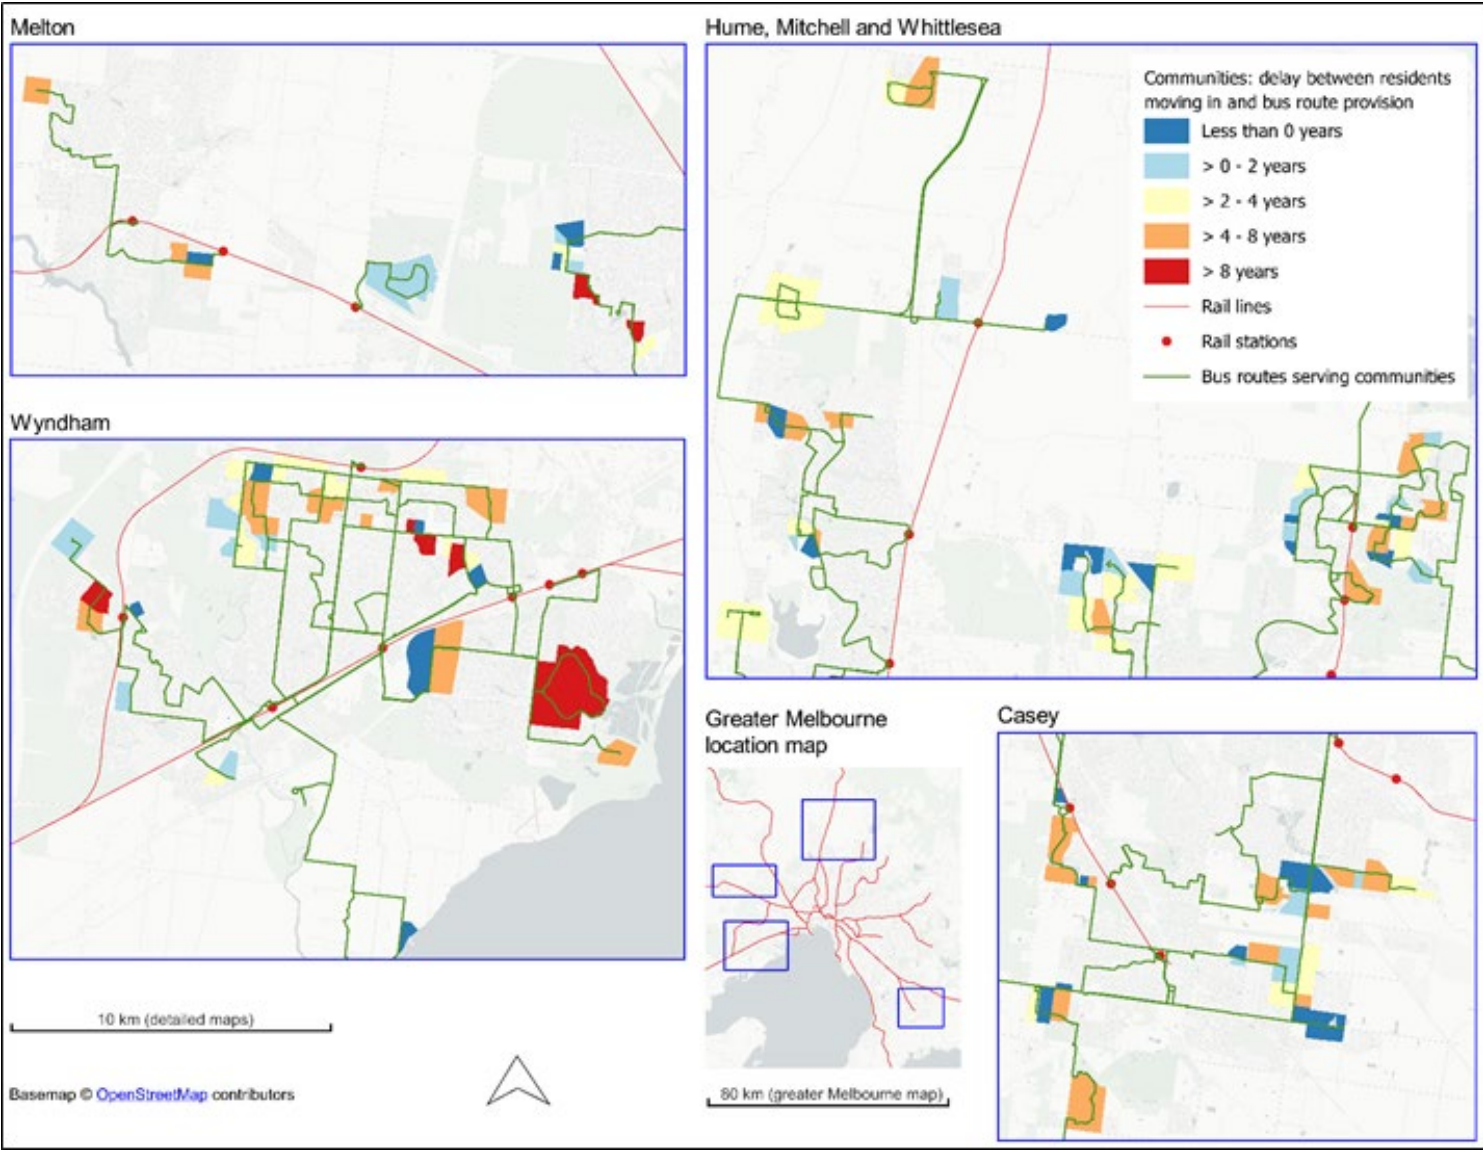 Melton
Hume, Mitchell and Whittlesea
Communities: delay between residents
moving in and bus route provision
Less than 0 years
> 0 - 2 years
> 2 - 4 years
> 4 - 8 years
> 8 years
Rail lines
Rail stations
Bus routes serving communities
Wyndham
Greater Melbourne
location map
Casey
10 km (detailed maps)
80 km (greater Melbourne map)
Basemap © OpenStreetMap contributors